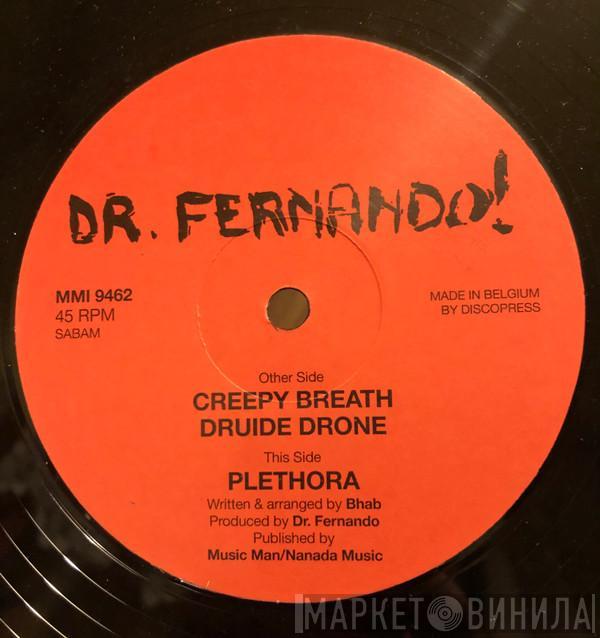 DR. FERNANDO!
MMI 9462
45 RPM
SABAM
MADE IN BELGIUM
BY DISCOPRESS
Other Side
CREEPY BREATH
DRUIDE DRONE
This Side
PLETHORA
Written & arranged by Bhab
Produced by Dr. Fernando
Published by
Music Man/Nanada Music
МАРКЕТ ВИНИЛА